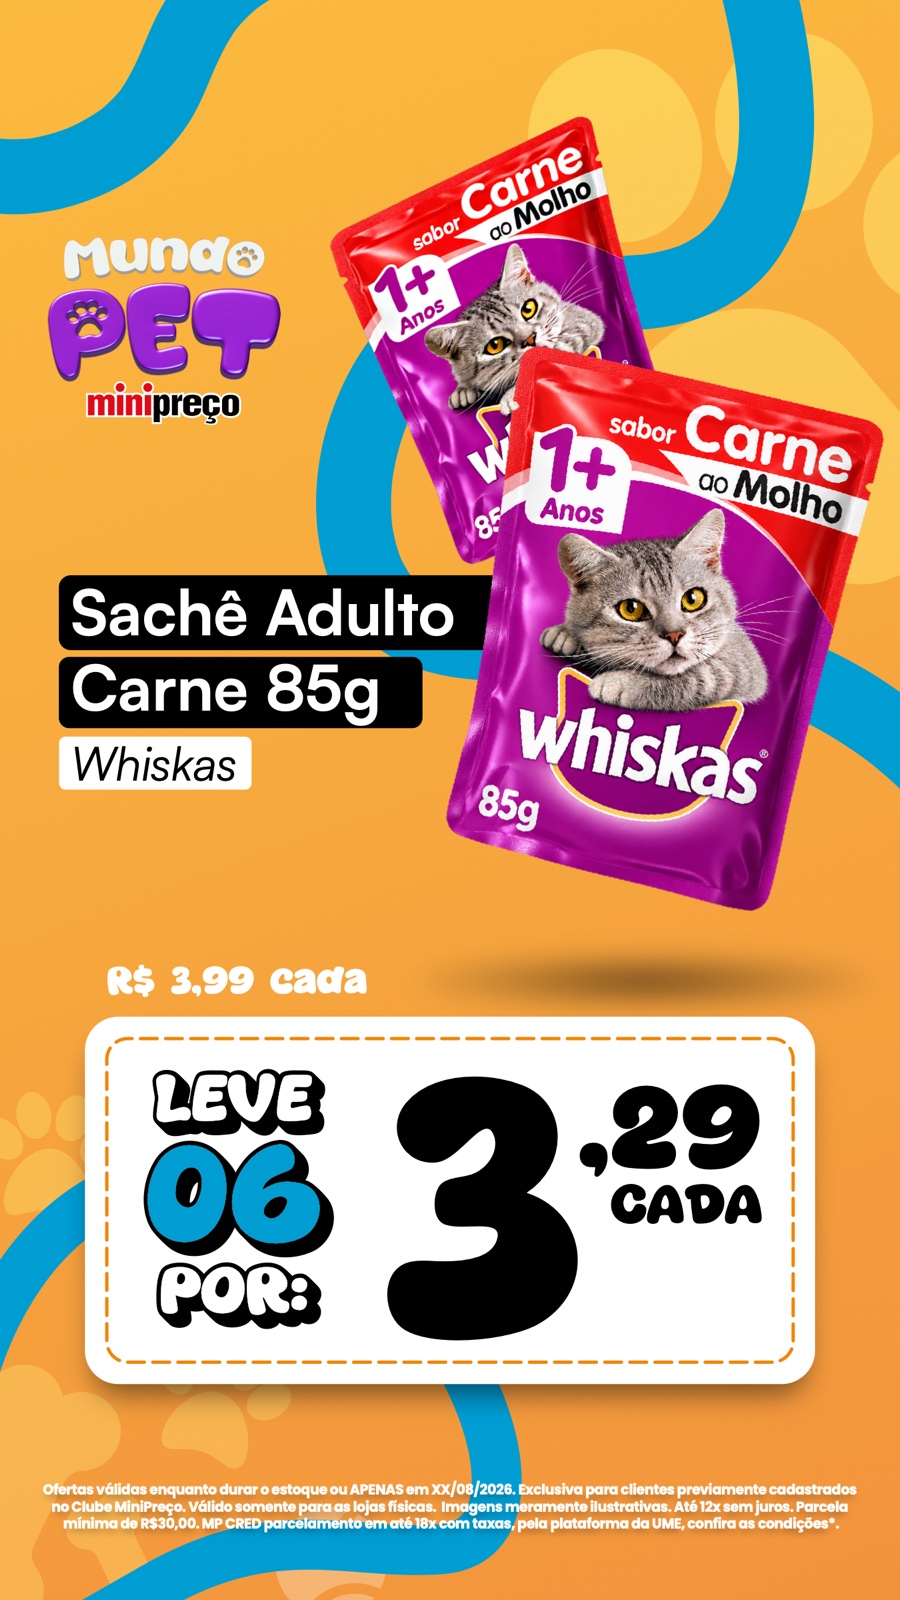 Mundo
PET
minipreço
sabor Carne
ao Molho
1+
Anos
85
sabor Carne
ao Molho
1+
Anos
whiskas®
85g
Sachê Adulto
Carne 85g
Whiskas
R$ 3,99 cada
LEVE
06
POR:
3,29
CADA
Ofertas válidas enquanto durar o estoque ou APENAS em XX/08/2026. Exclusiva para clientes previamente cadastrados
no Clube MiniPreço. Válido somente para as lojas físicas. Imagens meramente ilustrativas. Até 12x sem juros. Parcela
mínima de R$30,00. MP CRED parcelamento em até 18x com taxas, pela plataforma da UME, confira as condições*.